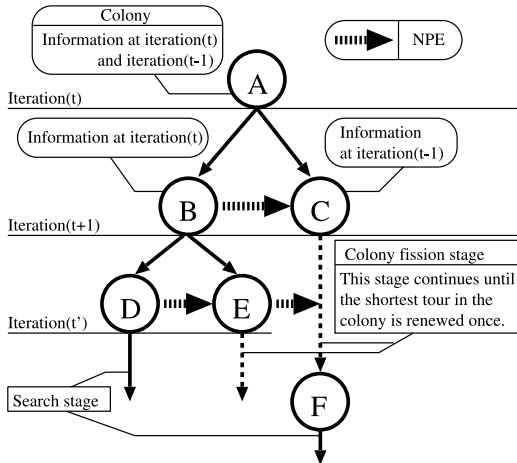 Colony
Information at iteration(t)
and iteration(t-1)
NPE
A
Iteration(t)
Information at iteration(t)
Information
at iteration(t-1)
B
C
Iteration(t+1)
Colony fission stage
This stage continues until
the shortest tour in the
colony is renewed once.
D
E
Iteration(t')
Search stage
F